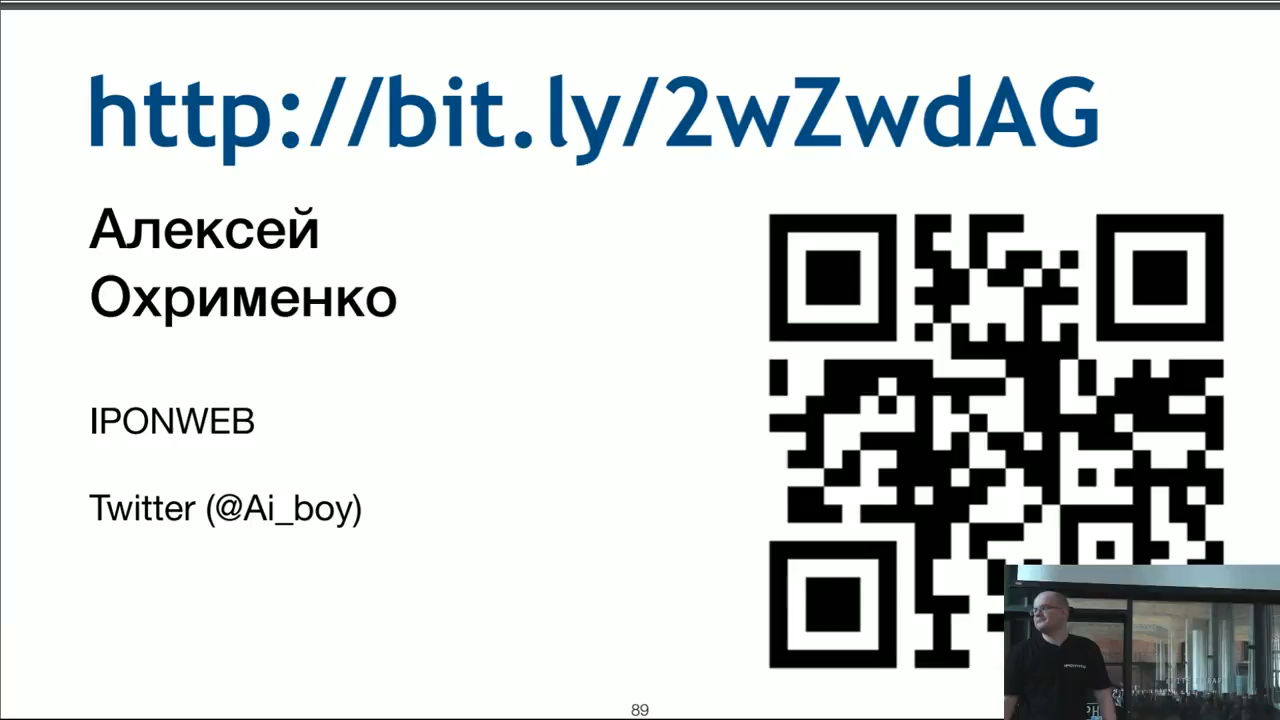 http://bit.ly/2wZwdAG
Алексей
Охрименко
IPONWEB
Twitter (@Ai_boy)
89